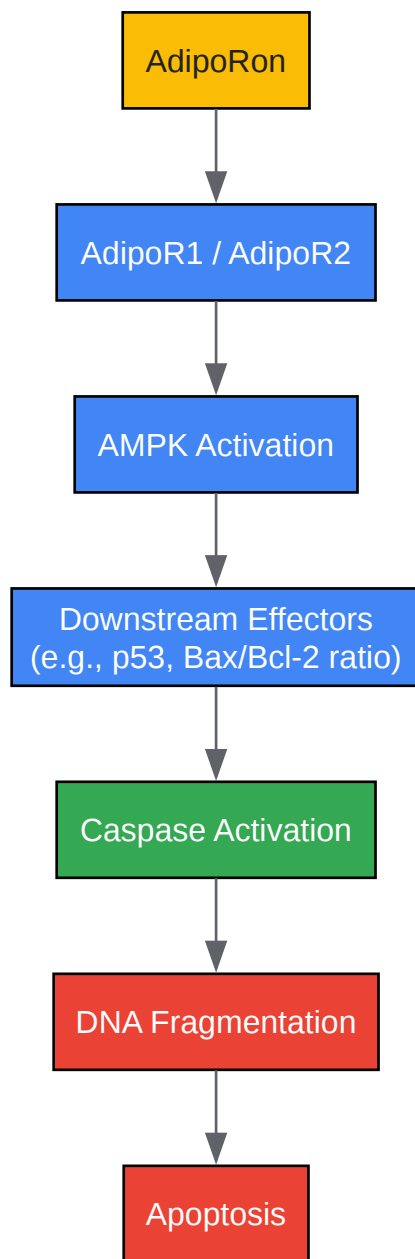 AdipoRon
AdipoR1 / AdipoR2
AMPK Activation
Downstream Effectors
(e.g., p53, Bax/Bcl-2 ratio)
Caspase Activation
DNA Fragmentation
Apoptosis